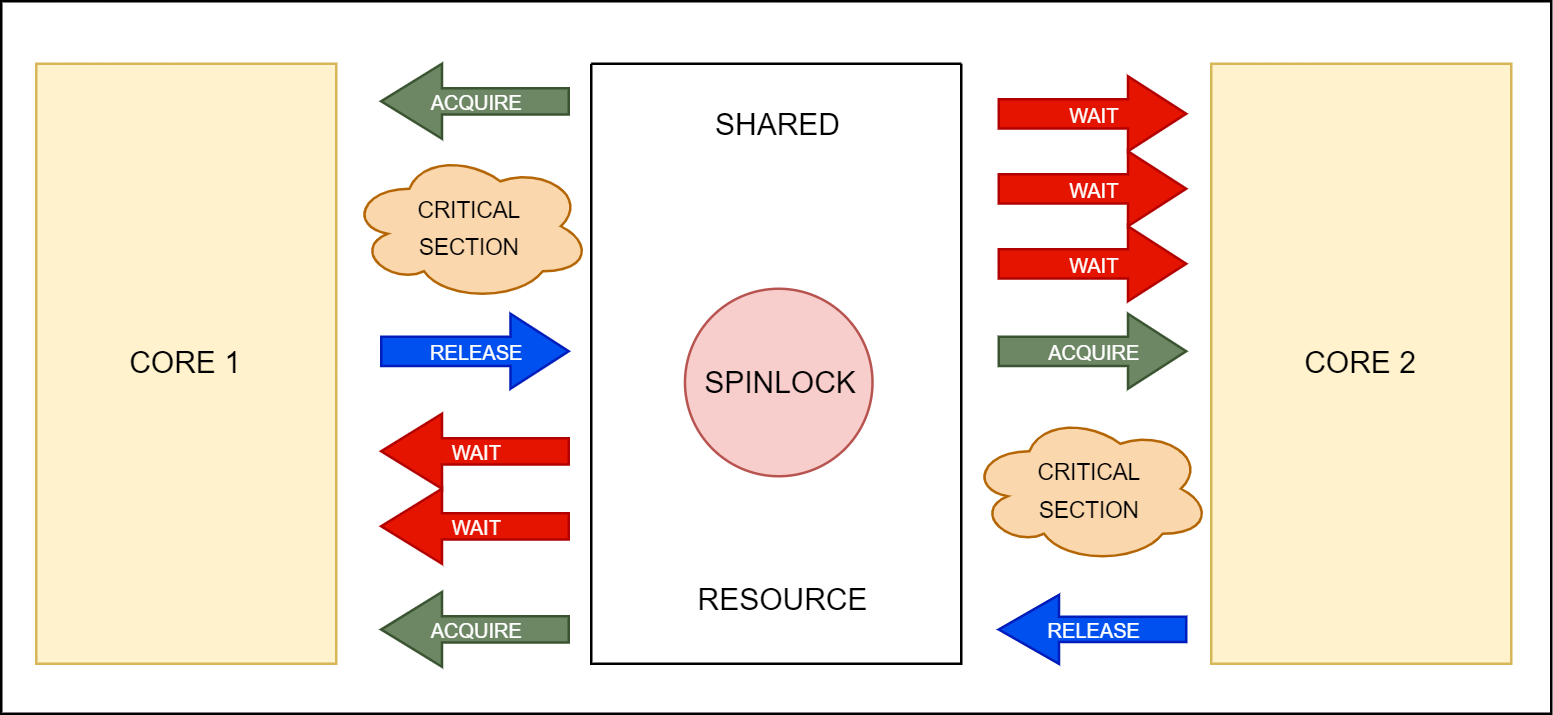 CORE 1
ACQUIRE
CRITICAL
SECTION
RELEASE
WAIT
WAIT
ACQUIRE
SHARED
SPINLOCK
RESOURCE
WAIT
WAIT
WAIT
ACQUIRE
CRITICAL
SECTION
RELEASE
CORE 2